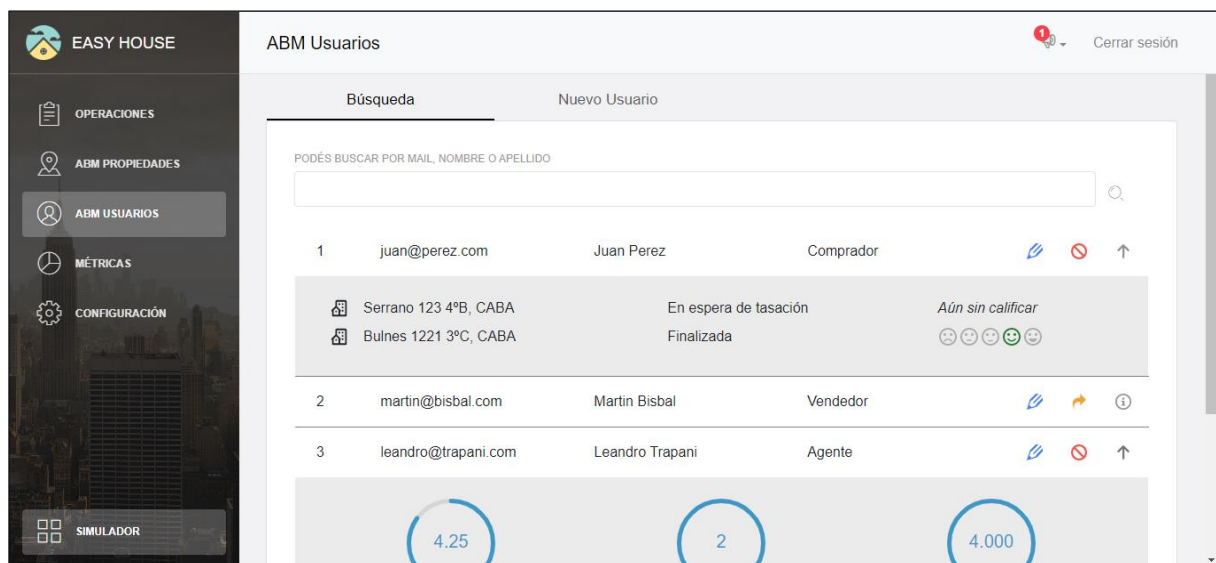 EASY HOUSE
ABM Usuarios
1
Cerrar sesión
OPERACIONES
ABM PROPIEDADES
ABM USUARIOS
MÉTRICAS
CONFIGURACIÓN
SIMULADOR
Búsqueda Nuevo Usuario
PODÉS BUSCAR POR MAIL, NOMBRE O APELLIDO
1 juan@perez.com Juan Perez Comprador
Serrano 123 4ºB, CABA En espera de tasación Aún sin calificar
Bulnes 1221 3ºC, CABA Finalizada
2 martin@bisbal.com Martin Bisbal Vendedor
3 leandro@trapani.com Leandro Trapani Agente
4.25 2 4.000